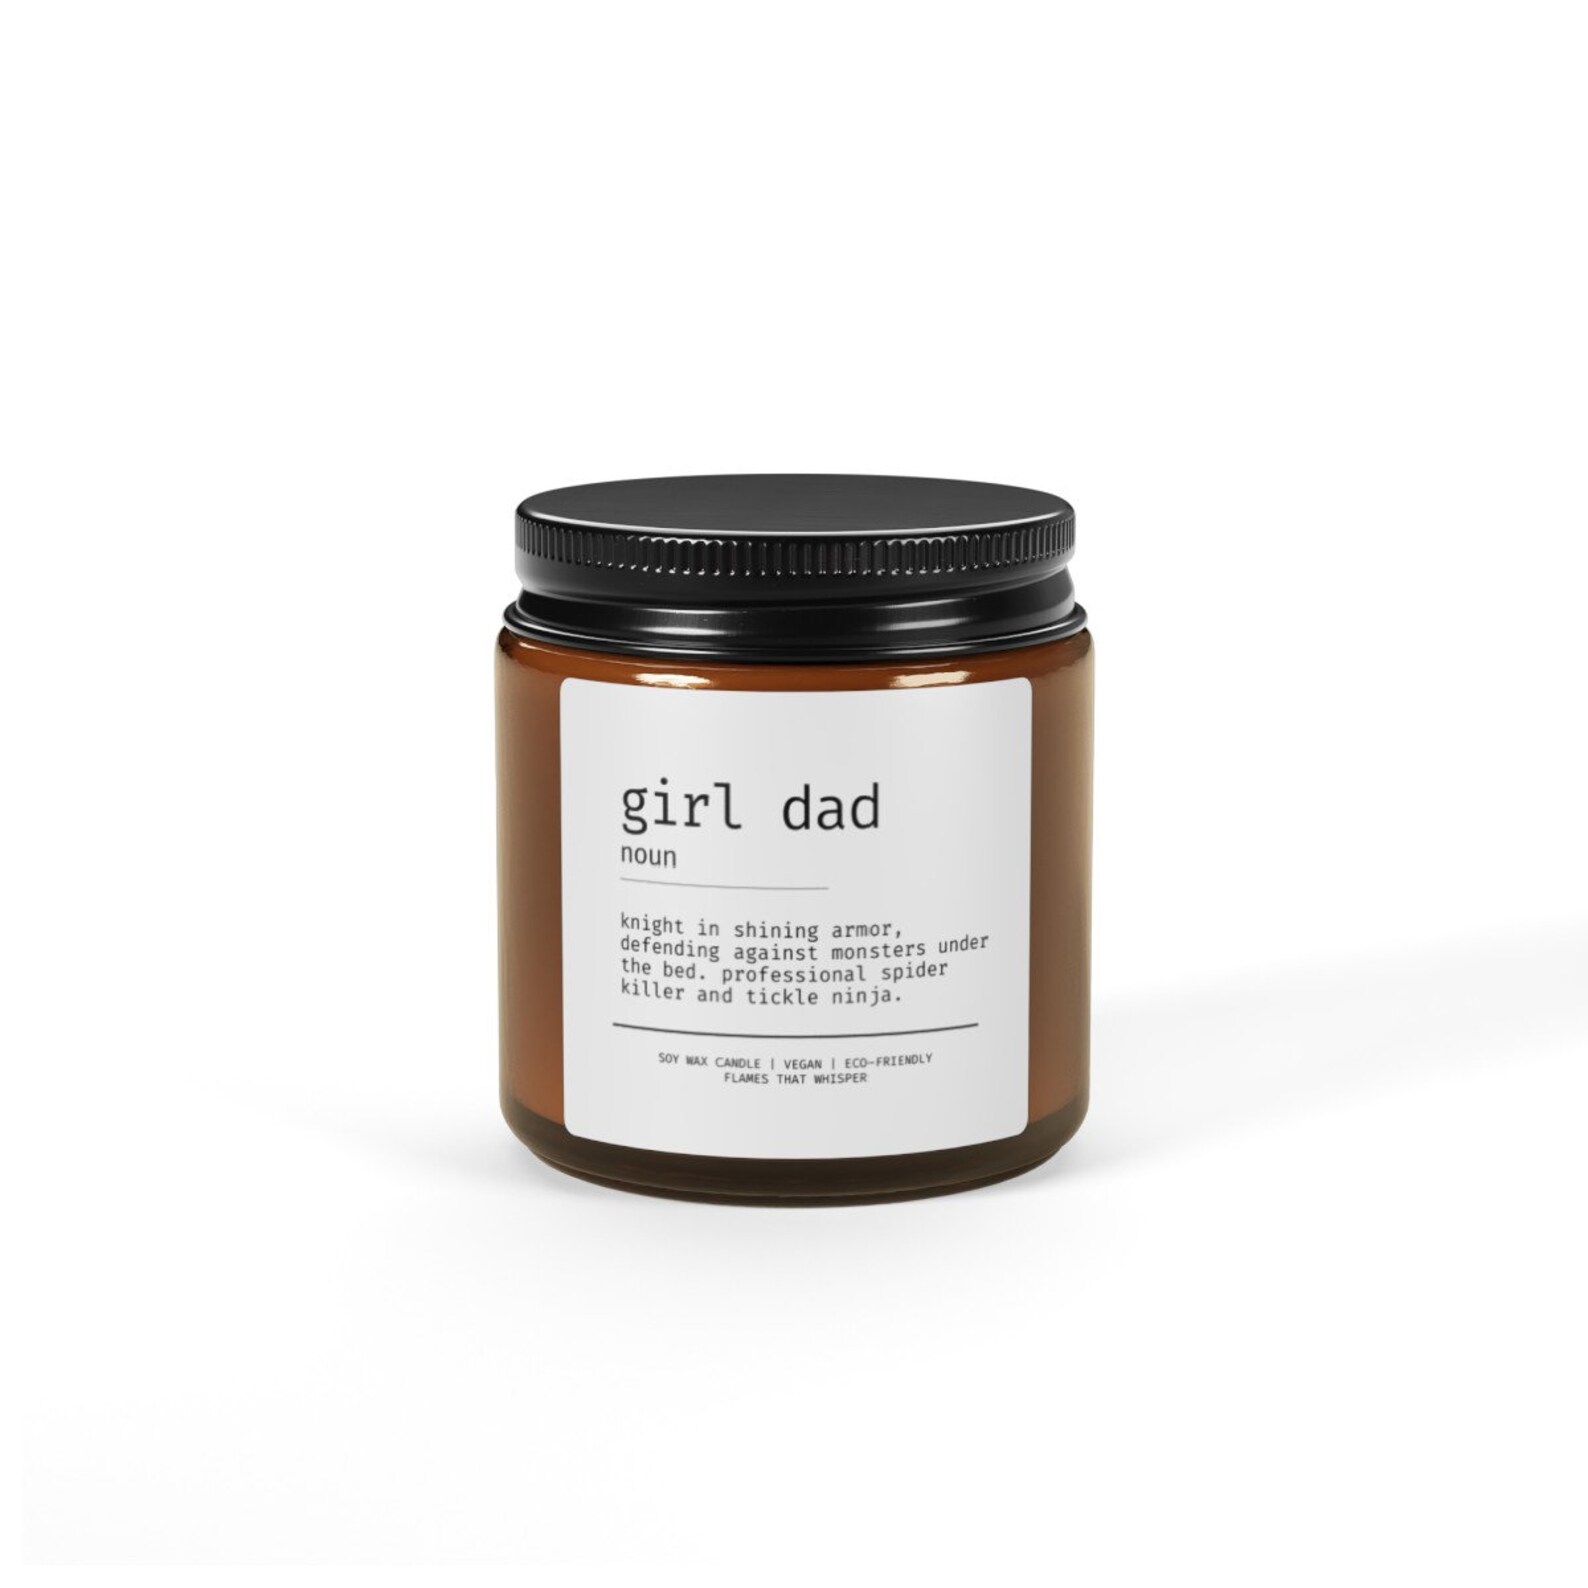 girl dad
noun
knight in shining armor,
defending against monsters under
the bed. professional spider
killer and tickle ninja.
SOY WAX CANDLE | VEGAN | ECO-FRIENDLY
FLAMES THAT WHISPER